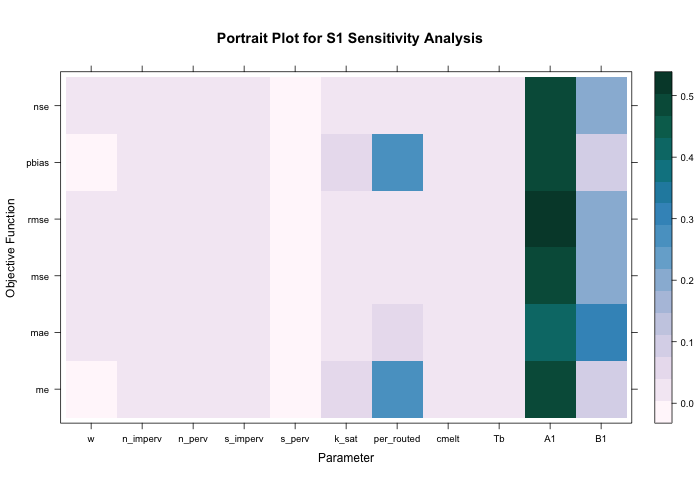 Portrait Plot for S1 Sensitivity Analysis
Objective Function
nse
pbias
rmse
mse
mae
me
w n_imperv n_perv s_imperv s_perv k_sat per_routed cmelt Tb A1 B1
Parameter
0.5
0.4
0.3
0.2
0.1
0.0